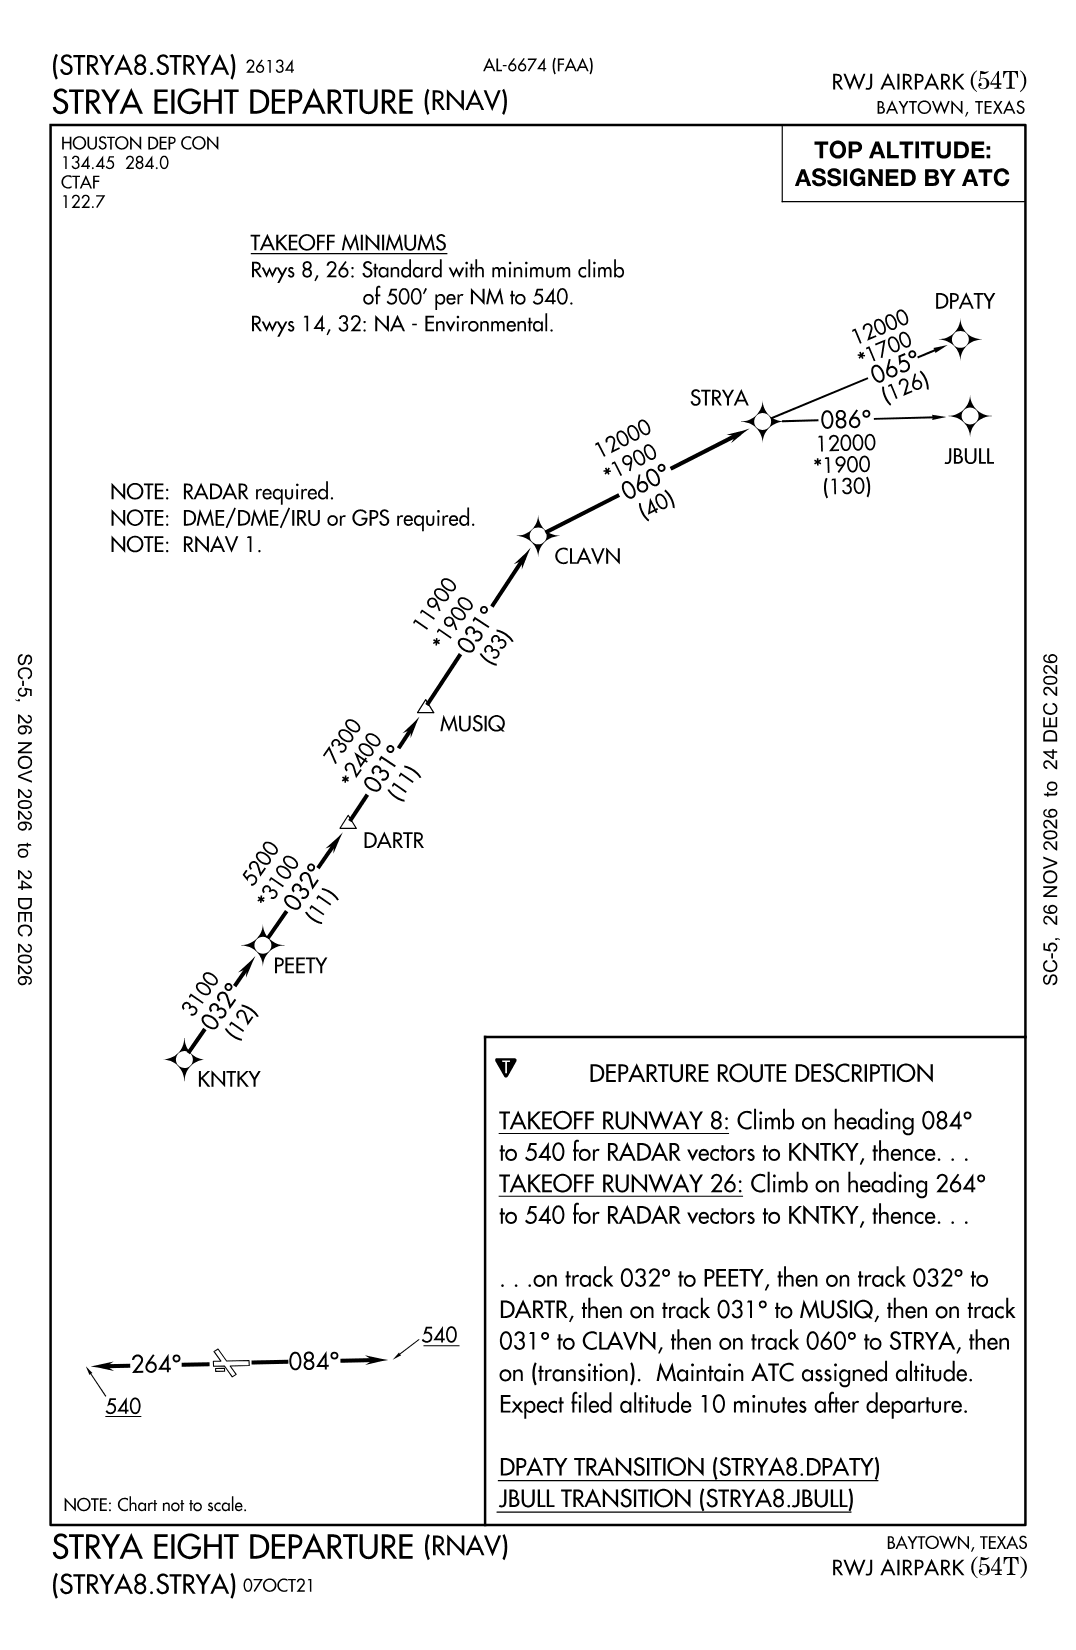 (STRYA8.STRYA) 26134
AL-6674 (FAA)
RWJ AIRPARK (54T)
STRYA EIGHT DEPARTURE (RNAV)
BAYTOWN, TEXAS
HOUSTON DEP CON
134.45 284.0
CTAF
122.7
TOP ALTITUDE:
ASSIGNED BY ATC
TAKEOFF MINIMUMS
Rwys 8, 26: Standard with minimum climb
of 500’ per NM to 540.
Rwys 14, 32: NA - Environmental.
DPATY
12000
*1700
065°
(126)
STRYA
086°
12000
*1900
(130)
JBULL
12000
*1900
060°
(40)
NOTE: RADAR required.
NOTE: DME/DME/IRU or GPS required.
NOTE: RNAV 1.
CLAVN
11900
*1900
031°
(33)
MUSIQ
7300
*2400
031°
(11)
DARTR
5200
*3100
032°
(11)
PEETY
3100
032°
(12)
KNTKY
SC-5, 26 NOV 2026 to 24 DEC 2026
SC-5, 26 NOV 2026 to 24 DEC 2026
T
DEPARTURE ROUTE DESCRIPTION
TAKEOFF RUNWAY 8: Climb on heading 084°
to 540 for RADAR vectors to KNTKY, thence. . .
TAKEOFF RUNWAY 26: Climb on heading 264°
to 540 for RADAR vectors to KNTKY, thence. . .
. . .on track 032° to PEETY, then on track 032° to
DARTR, then on track 031° to MUSIQ, then on track
031° to CLAVN, then on track 060° to STRYA, then
on (transition). Maintain ATC assigned altitude.
Expect filed altitude 10 minutes after departure.
DPATY TRANSITION (STRYA8.DPATY)
JBULL TRANSITION (STRYA8.JBULL)
540
264°
084°
540
NOTE: Chart not to scale.
STRYA EIGHT DEPARTURE (RNAV)
BAYTOWN, TEXAS
(STRYA8.STRYA) 07OCT21
RWJ AIRPARK (54T)